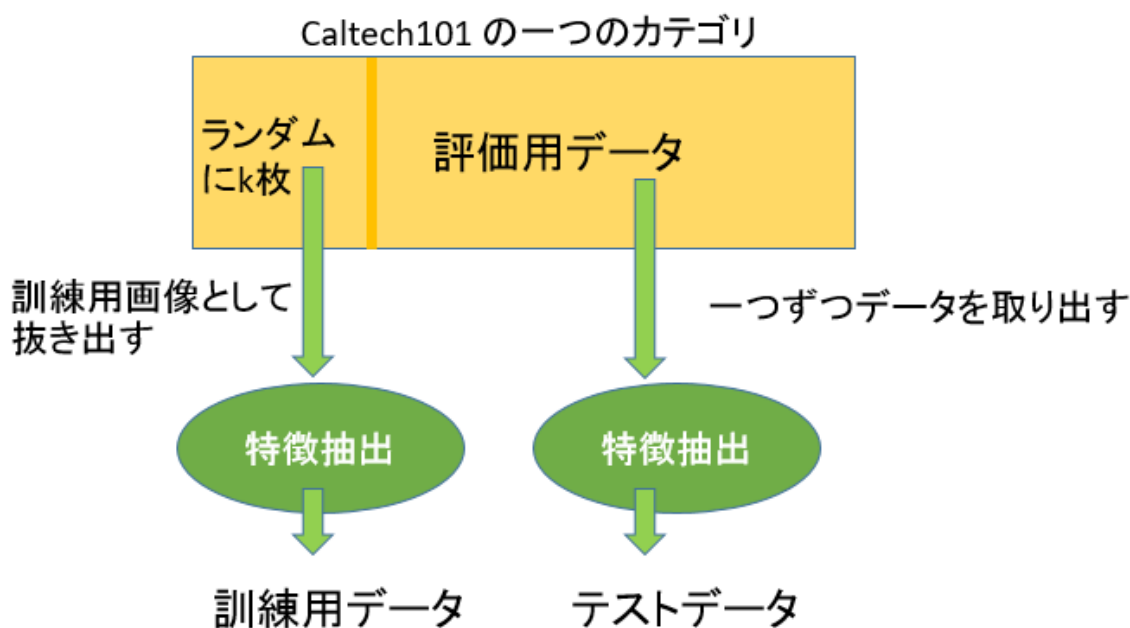 Caltech101 の一つのカテゴリ
ランダム
にk枚
評価用データ
訓練用画像として
抜き出す
一つずつデータを取り出す
特徴抽出
特徴抽出
訓練用データ
テストデータ